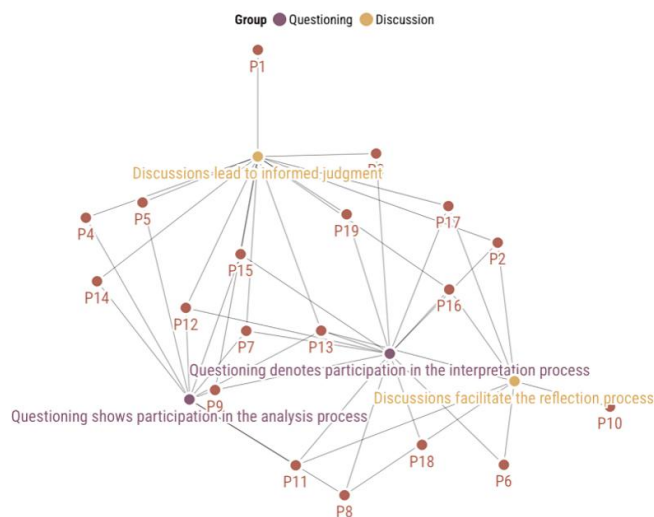 Group Questioning Discussion
P1
Discussions lead to informed judgment
P5
P4
P19
P17
P2
P15
P14
P16
P12
P7
P13
Questioning denotes participation in the interpretation process
Discussions facilitate the reflection process
P9
Questioning shows participation in the analysis process
P10
P18
P11
P6
P8